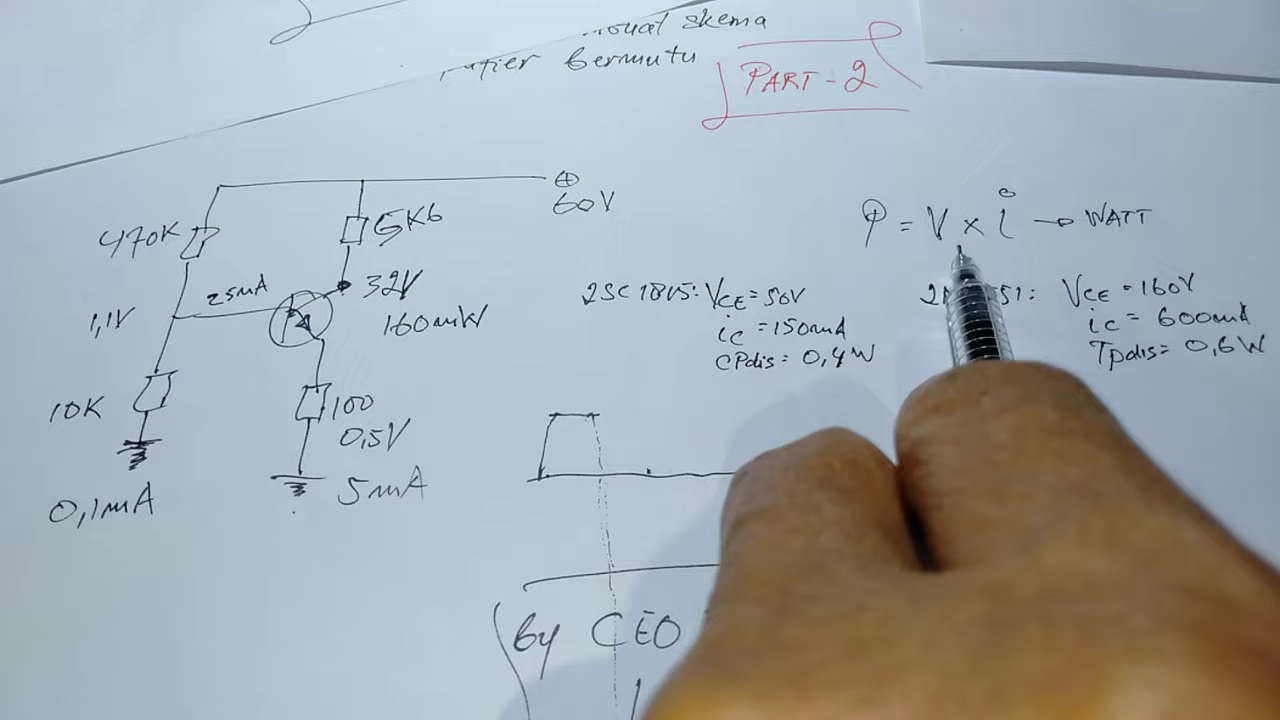 skema
bermutu
PART-2
⊕
60V
470K
5K6
P = V x i → WATT
25mA
32V
1,1V
160mW
2SC1815: VCE = 50V
ic = 150mA
CPdis = 0,4W
51: VCE = 160V
ic = 600mA
Tpdis = 0,6W
10K
100
0,5V
0,1mA
5mA
by CEO